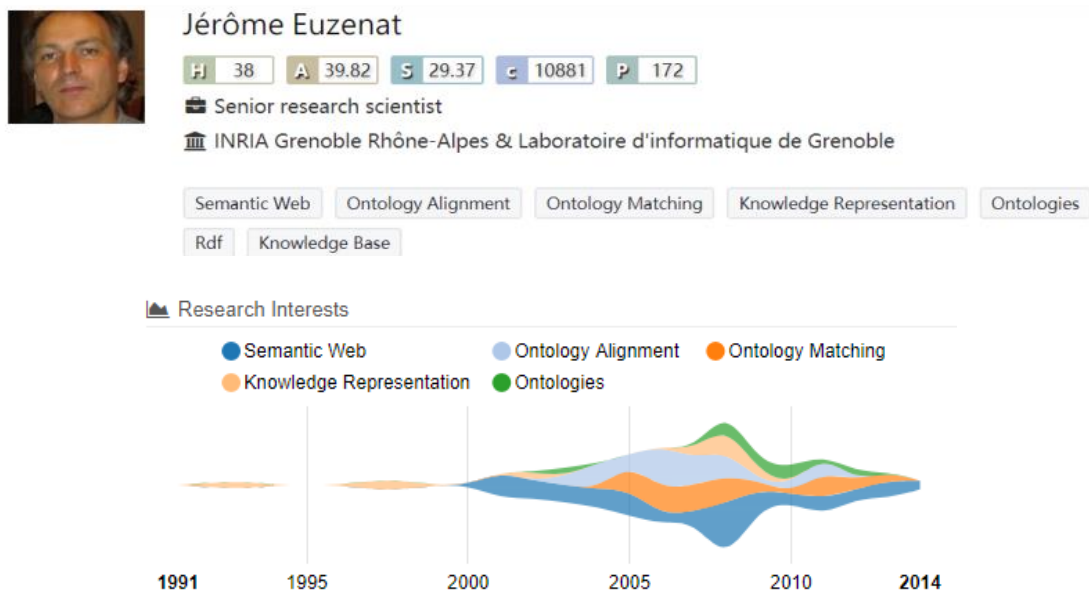 Jérôme Euzenat
H 38 A 39.82 S 29.37 c 10881 P 172
Senior research scientist
INRIA Grenoble Rhône-Alpes & Laboratoire d'informatique de Grenoble
Semantic Web Ontology Alignment Ontology Matching Knowledge Representation Ontologies
Rdf Knowledge Base
Research Interests
Semantic Web Ontology Alignment Ontology Matching
Knowledge Representation Ontologies
1991 1995 2000 2005 2010 2014